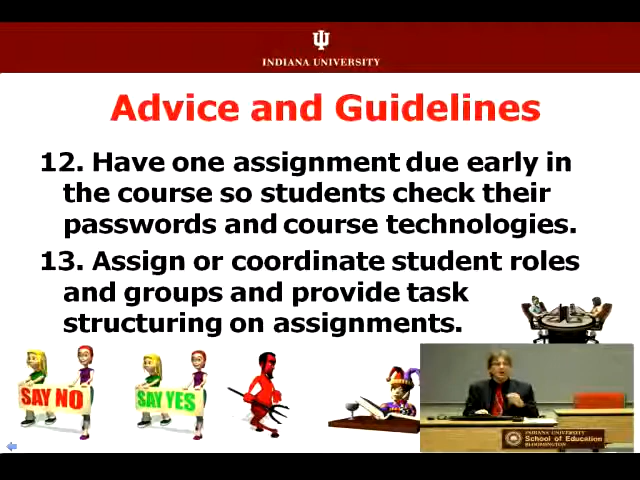 INDIANA UNIVERSITY
Advice and Guidelines
12. Have one assignment due early in
the course so students check their
passwords and course technologies.
13. Assign or coordinate student roles
and groups and provide task
structuring on assignments.
SAY NO
SAY YES
INDIANA UNIVERSITY
School of Education
BLOOMINGTON